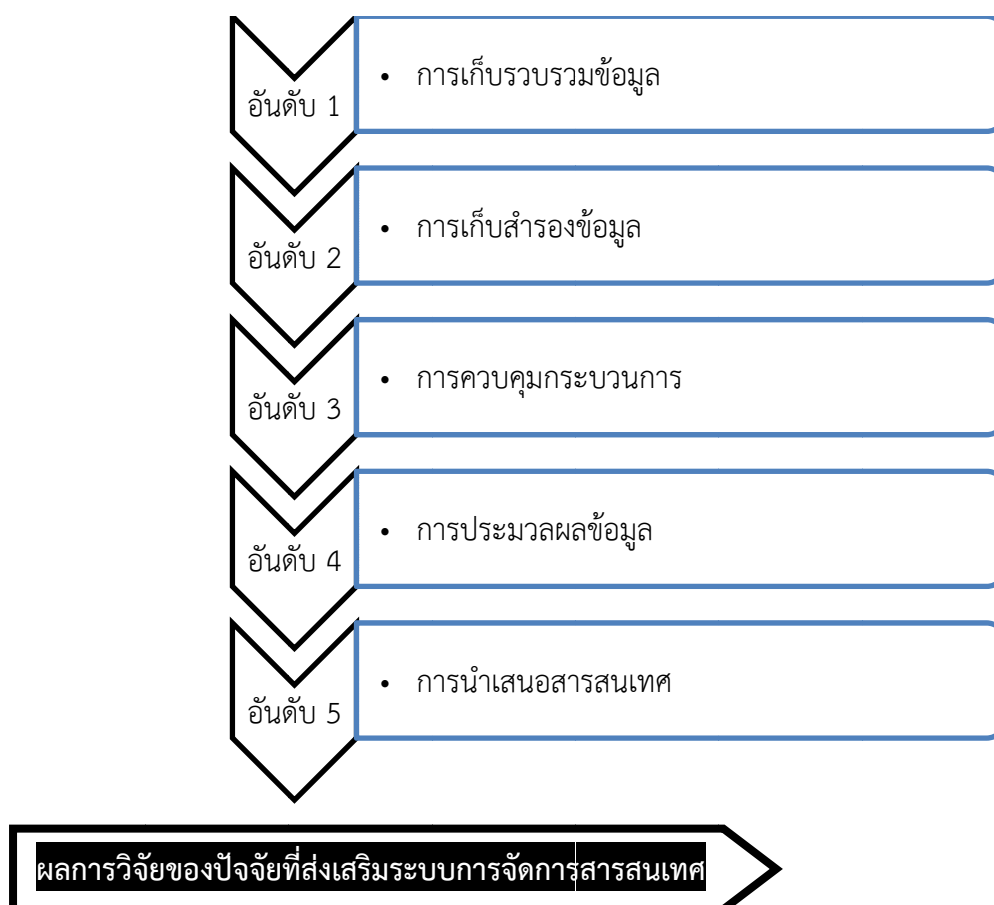 อันดับ 1
• การเก็บรวบรวมข้อมูล
อันดับ 2
• การเก็บสำรองข้อมูล
อันดับ 3
• การควบคุมกระบวนการ
อันดับ 4
• การประมวลผลข้อมูล
อันดับ 5
• การนำเสนอสารสนเทศ
ผลการวิจัยของปัจจัยที่ส่งเสริมระบบการจัดการสารสนเทศ